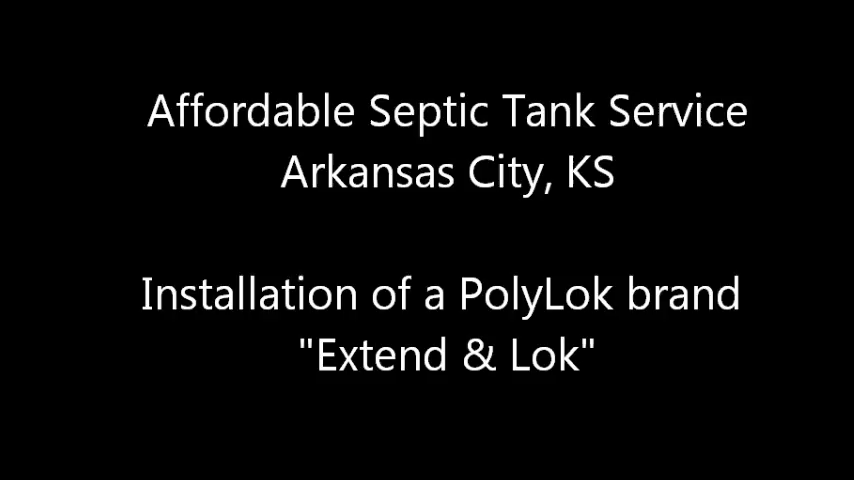 Affordable Septic Tank Service
Arkansas City, KS
Installation of a PolyLok brand
"Extend & Lok"